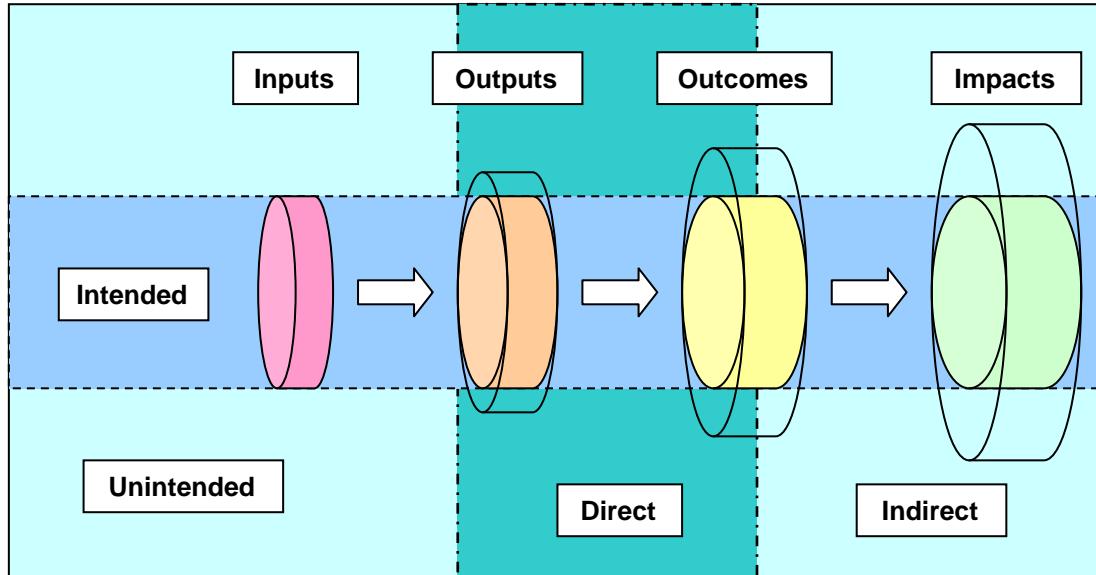 Inputs
Outputs
Outcomes
Impacts
Intended
Unintended
Direct
Indirect